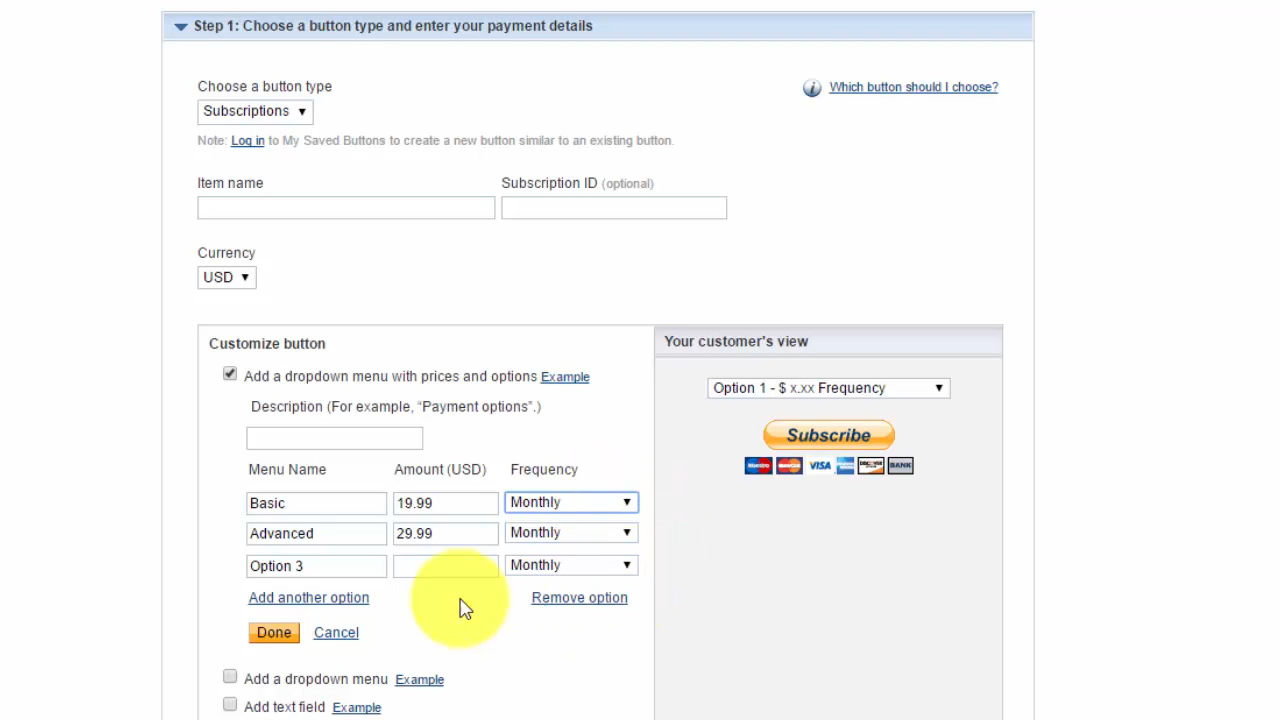 Step 1: Choose a button type and enter your payment details
Choose a button type
Which button should I choose?
Subscriptions
Note: Log in to My Saved Buttons to create a new button similar to an existing button.
Item name Subscription ID (optional)
Currency
USD
Customize button
Your customer's view
Add a dropdown menu with prices and options Example
Option 1 - $ x.xx Frequency
Description (For example, “Payment options”.)
Subscribe
VISA BANK
Menu Name Amount (USD) Frequency
Basic 19.99 Monthly
Advanced 29.99 Monthly
Option 3 Monthly
Add another option Remove option
Done Cancel
Add a dropdown menu Example
Add text field Example